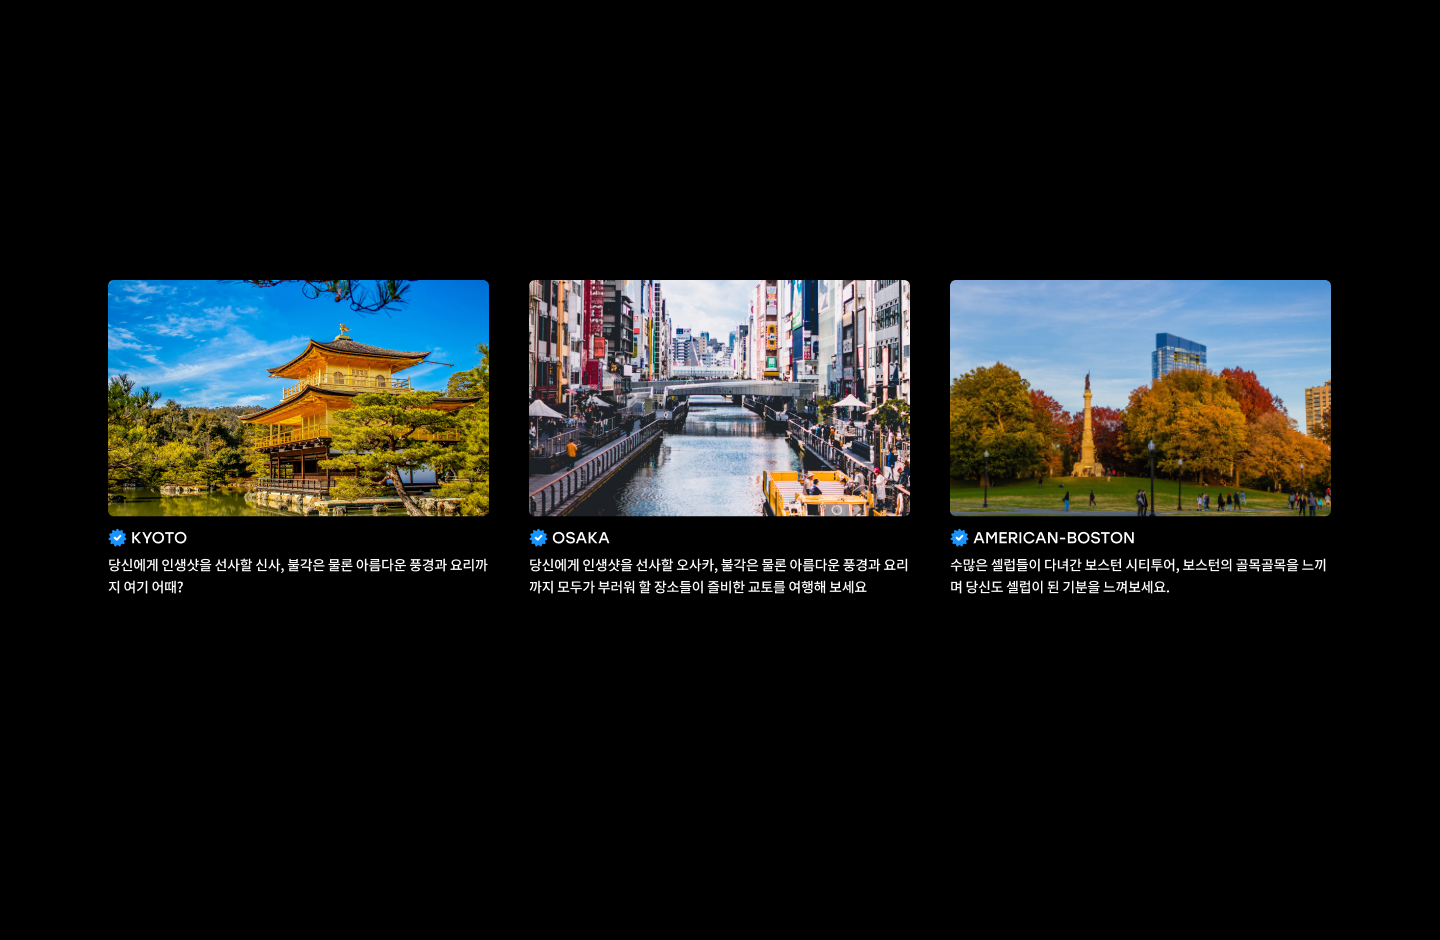 KYOTO
당신에게 인생샷을 선사할 신사, 볼각은 물론 아름다운 풍경과 요리까
지 여기 어때?
OSAKA
당신에게 인생샷을 선사할 오사카, 볼각은 물론 아름다운 풍경과 요리
까지 모두가 부러워 할 장소들이 즐비한 교토를 여행해 보세요
AMERICAN-BOSTON
수많은 셀럽들이 다녀간 보스턴 시티투어, 보스턴의 골목골목을 느끼
며 당신도 셀럽이 된 기분을 느껴보세요.